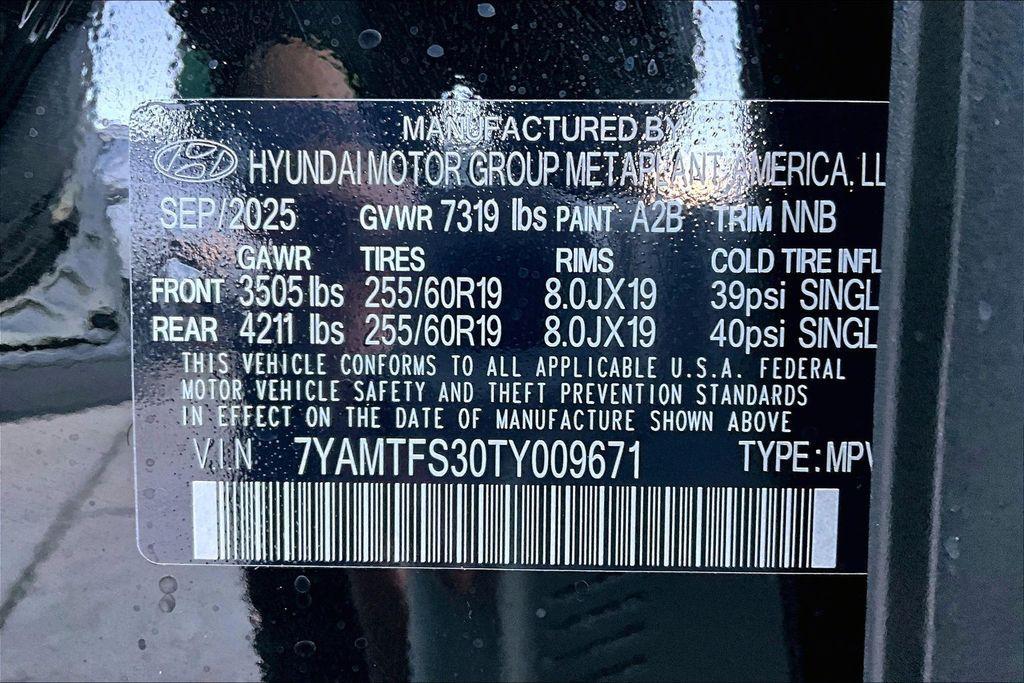 MANUFACTURED BY
HYUNDAI MOTOR GROUP METAPLANT AMERICA. LL
SEP/2025 GVWR 7319 lbs PAINT A2B TRIM NNB
GAWR TIRES RIMS COLD TIRE INFL
FRONT 3505 lbs 255/60R19 8.0JX19 39psi SINGL
REAR 4211 lbs 255/60R19 8.0JX19 40psi SINGL
THIS VEHICLE CONFORMS TO ALL APPLICABLE U.S.A. FEDERAL
MOTOR VEHICLE SAFETY AND THEFT PREVENTION STANDARDS
IN EFFECT ON THE DATE OF MANUFACTURE SHOWN ABOVE
VIN 7YAMTFS30TY009671 TYPE:MPV